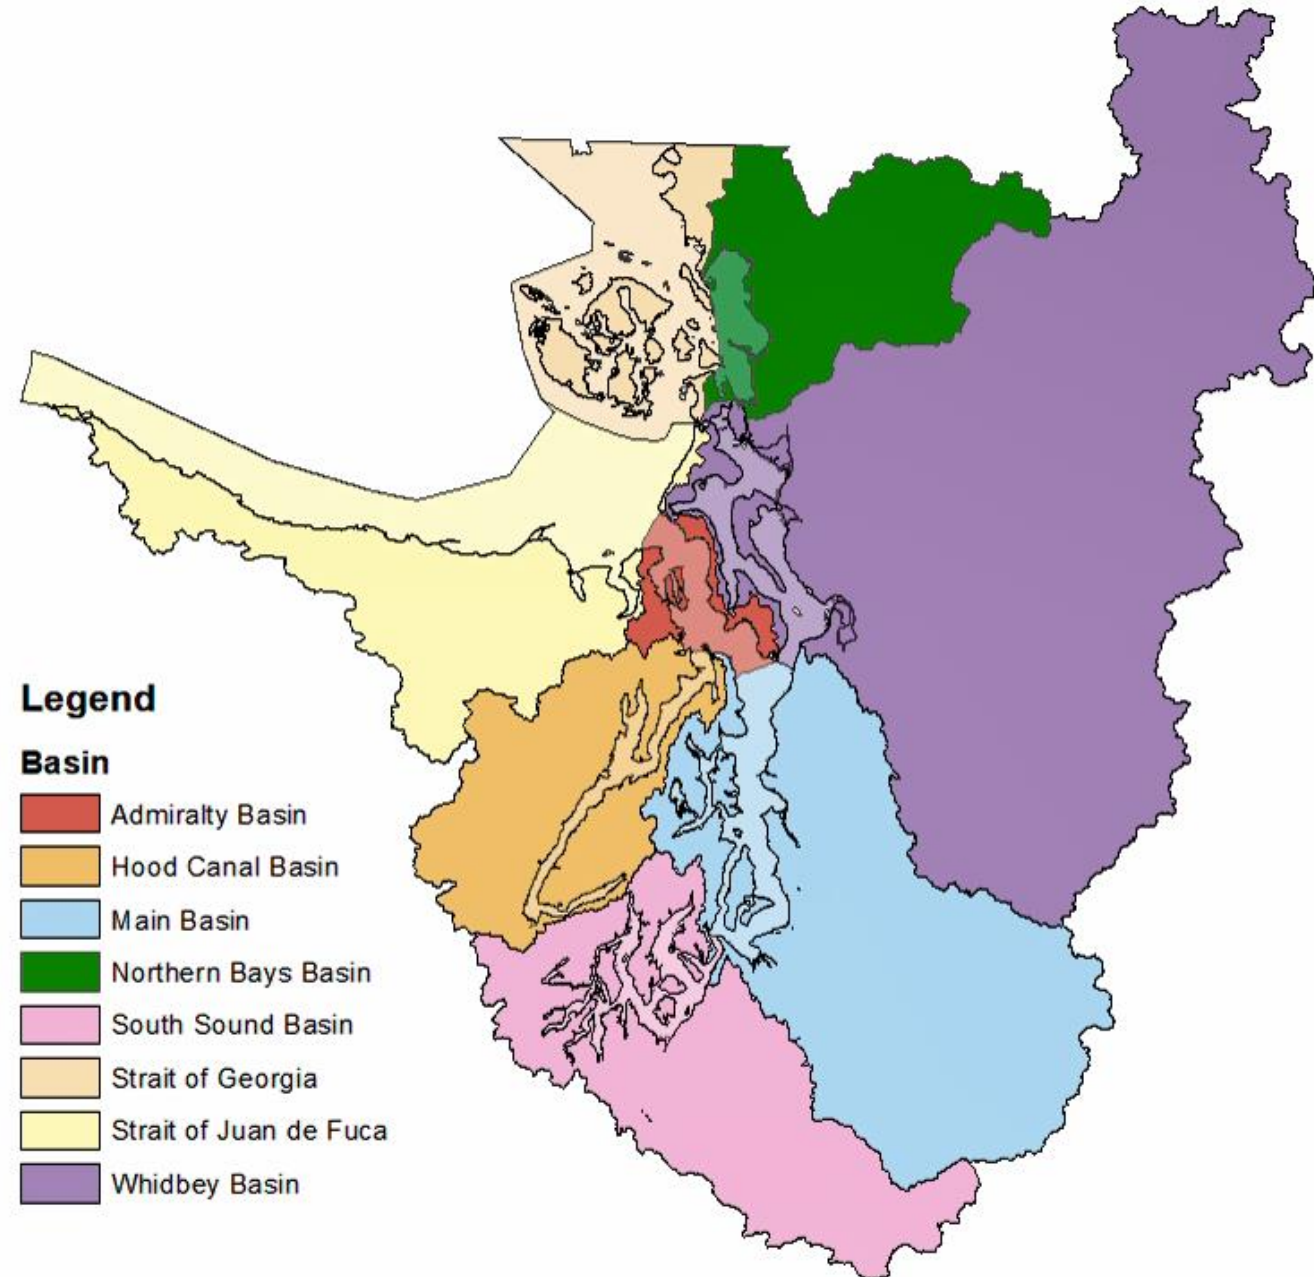 Legend
Basin
Admiralty Basin
Hood Canal Basin
Main Basin
Northern Bays Basin
South Sound Basin
Strait of Georgia
Strait of Juan de Fuca
Whidbey Basin